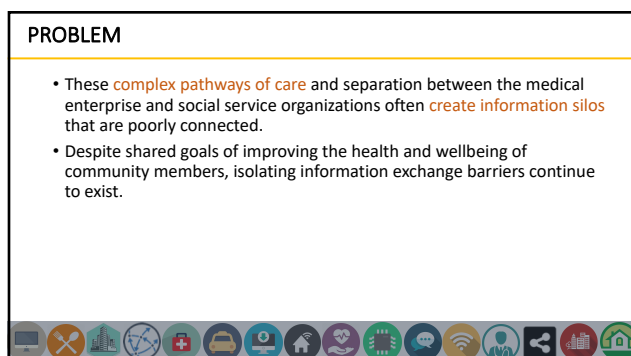 PROBLEM
• These complex pathways of care and separation between the medical
enterprise and social service organizations often create information silos
that are poorly connected.
• Despite shared goals of improving the health and wellbeing of
community members, isolating information exchange barriers continue
to exist.